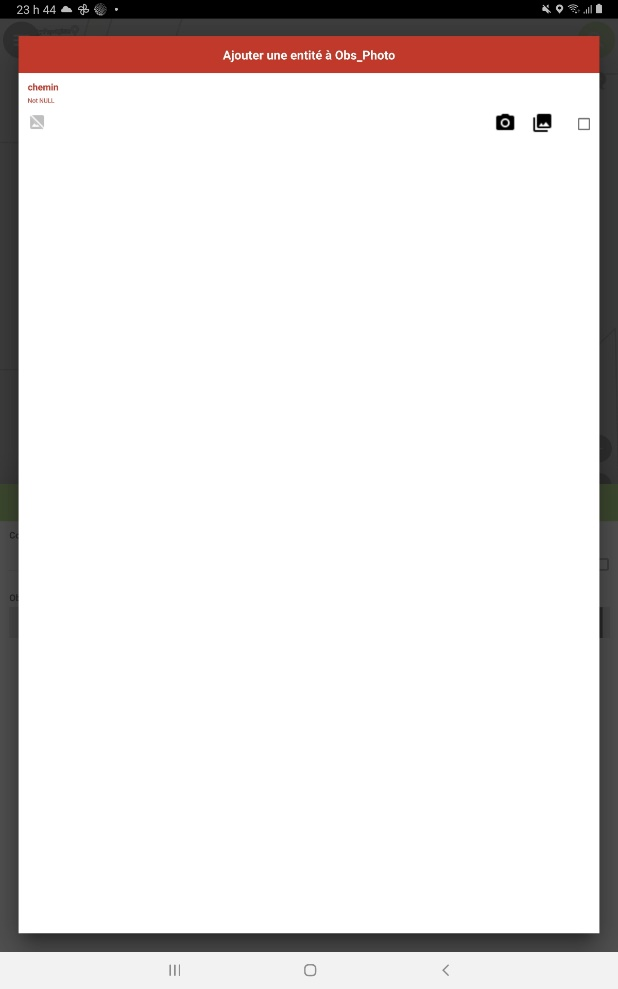 23 h 44
Ajouter une entité à Obs_Photo
chemin
Not NULL